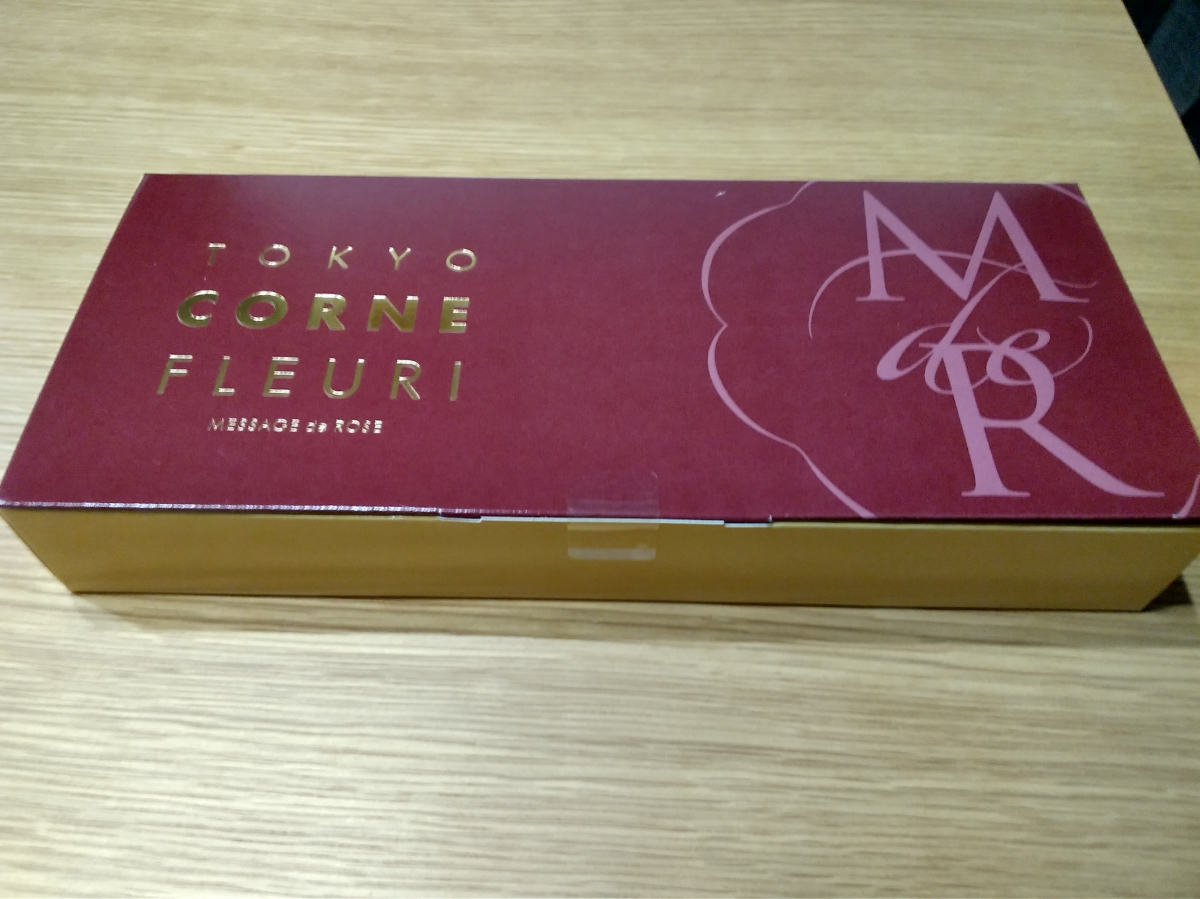 TOKYO
CORNE
FLEURI
MESSAGE de ROSE
M
de
R